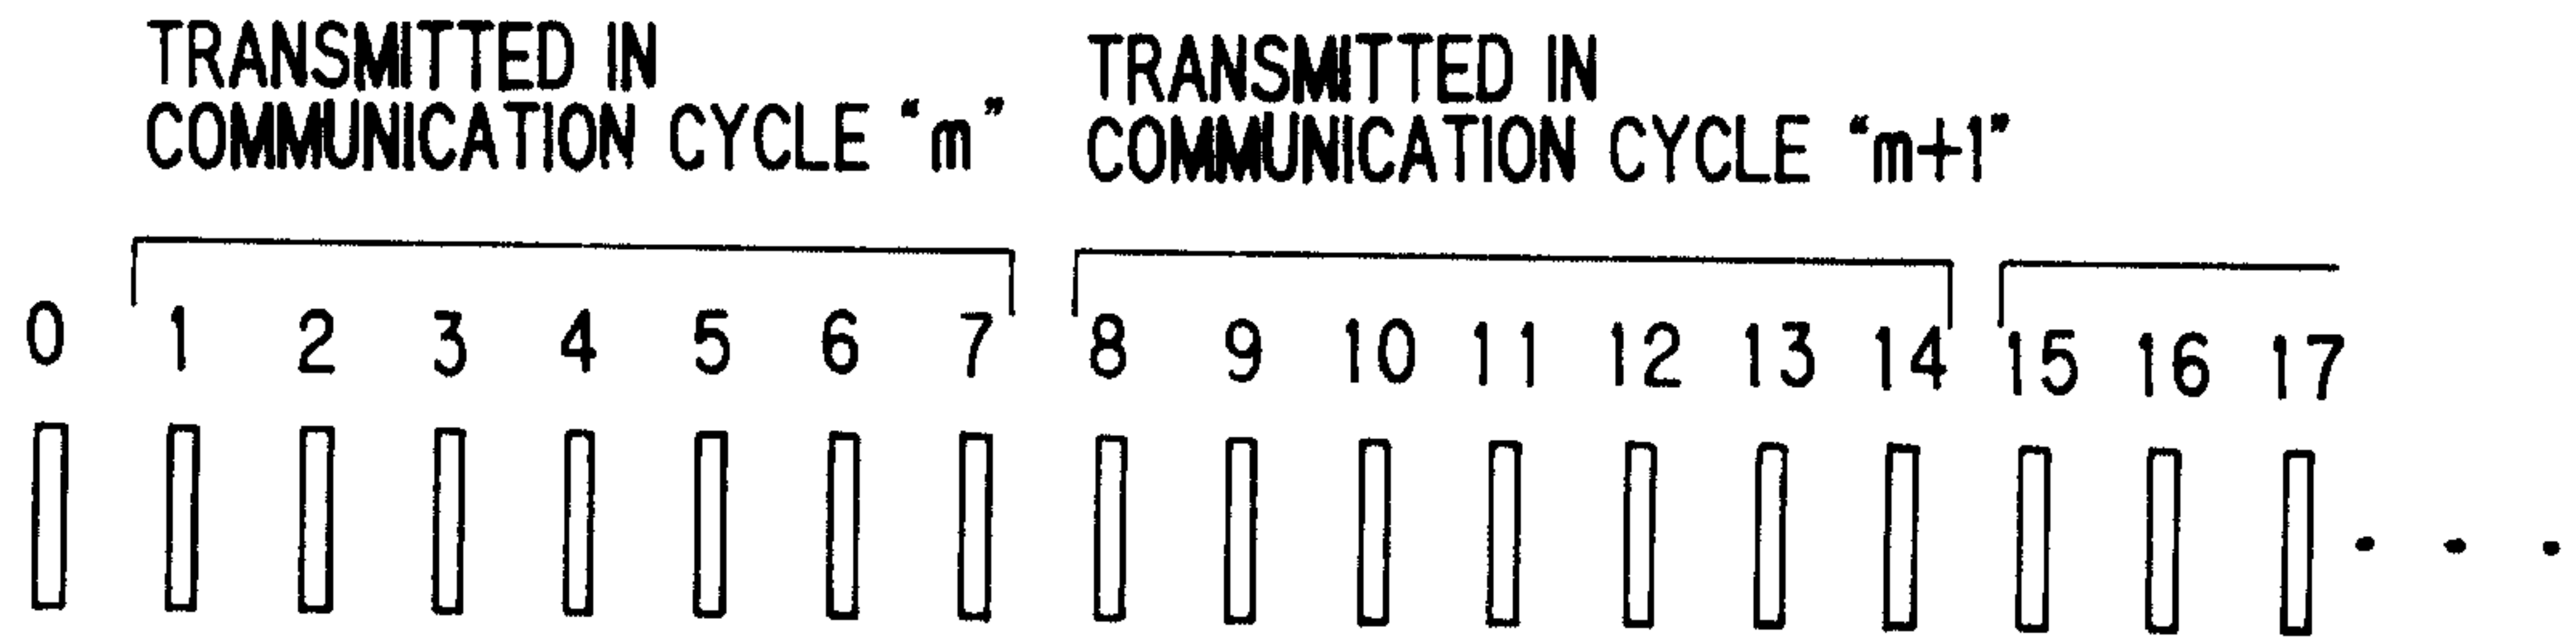 TRANSMITTED IN
COMMUNICATION CYCLE “m”
TRANSMITTED IN
COMMUNICATION CYCLE “m+1”
0 1 2 3 4 5 6 7 8 9 10 11 12 13 14 15 16 17